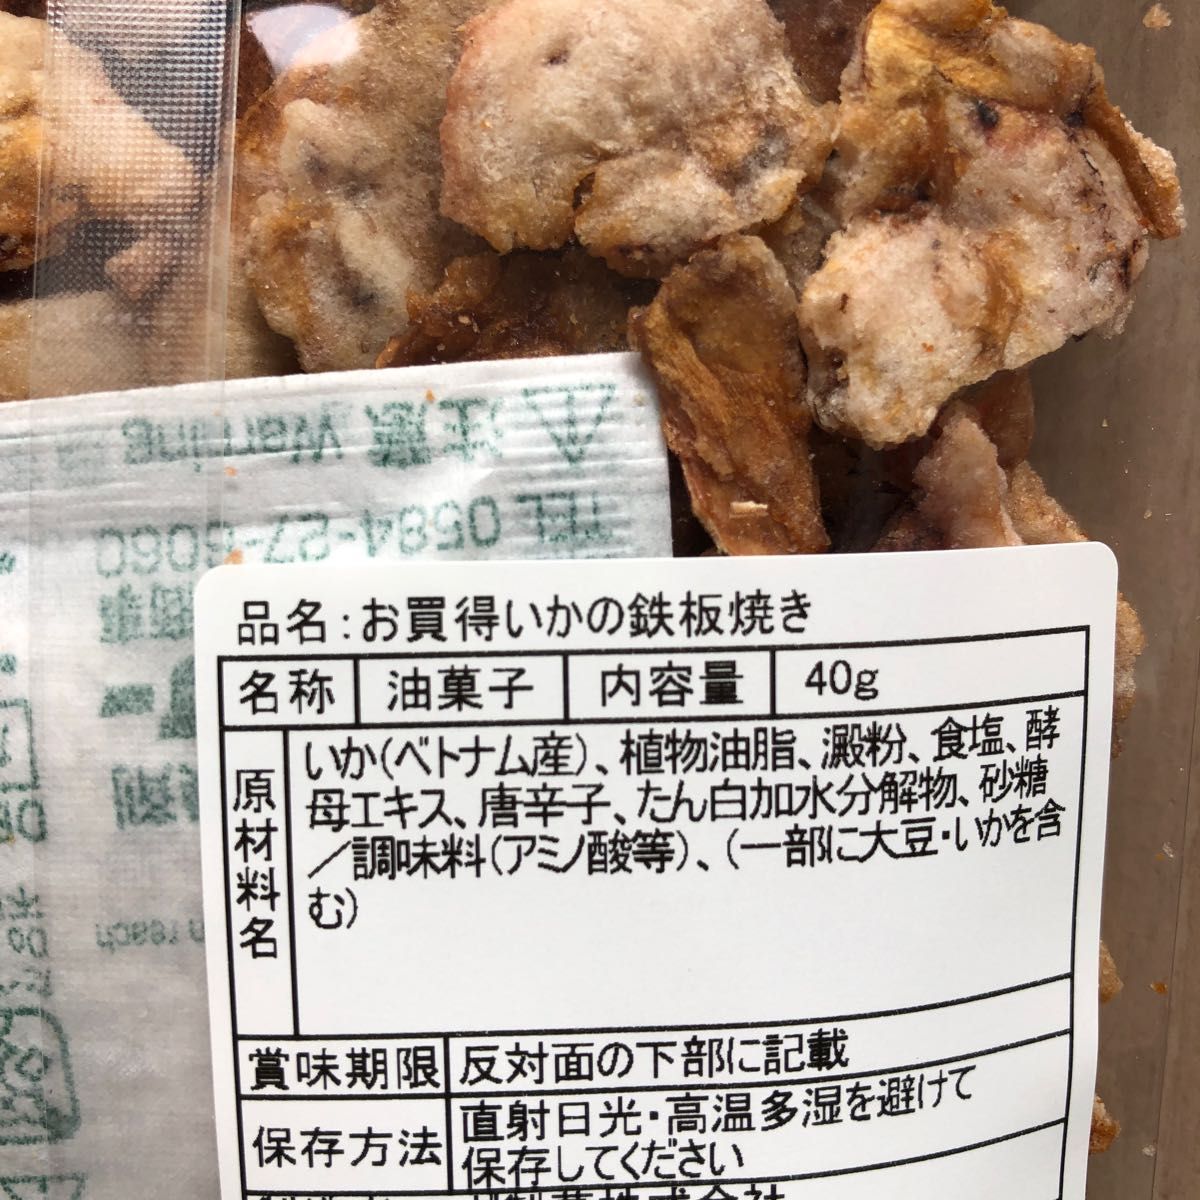 注意 Warning
TEL 0584-27-6060
品名:お買得いかの鉄板焼き
名称 油菓子 内容量 40g
原材料名
いか(ベトナム産)、植物油脂、澱粉、食塩、酵
母エキス、唐辛子、たん白加水分解物、砂糖
/調味料(アミノ酸等)、(一部に大豆・いかを含
む)
賞味期限 反対面の下部に記載
保存方法 直射日光・高温多湿を避けて
保存してください